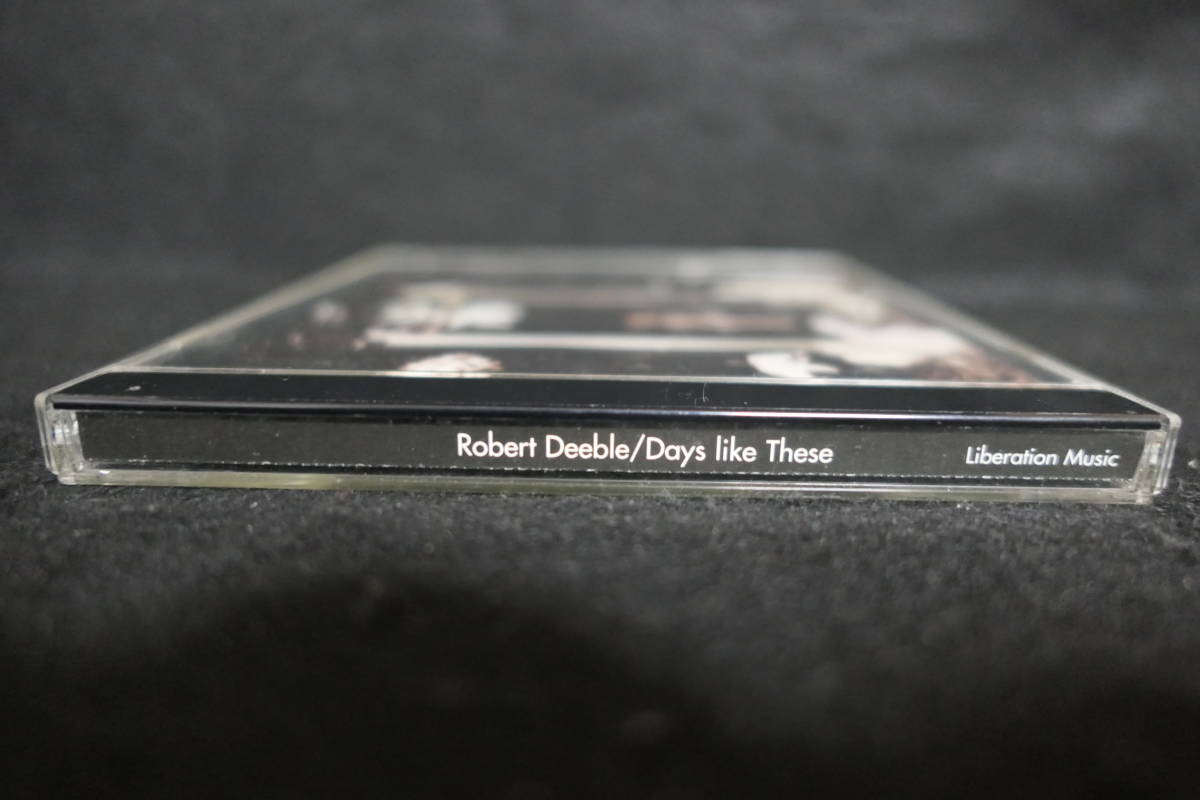 Robert Deeble/Days like These
Liberation Music